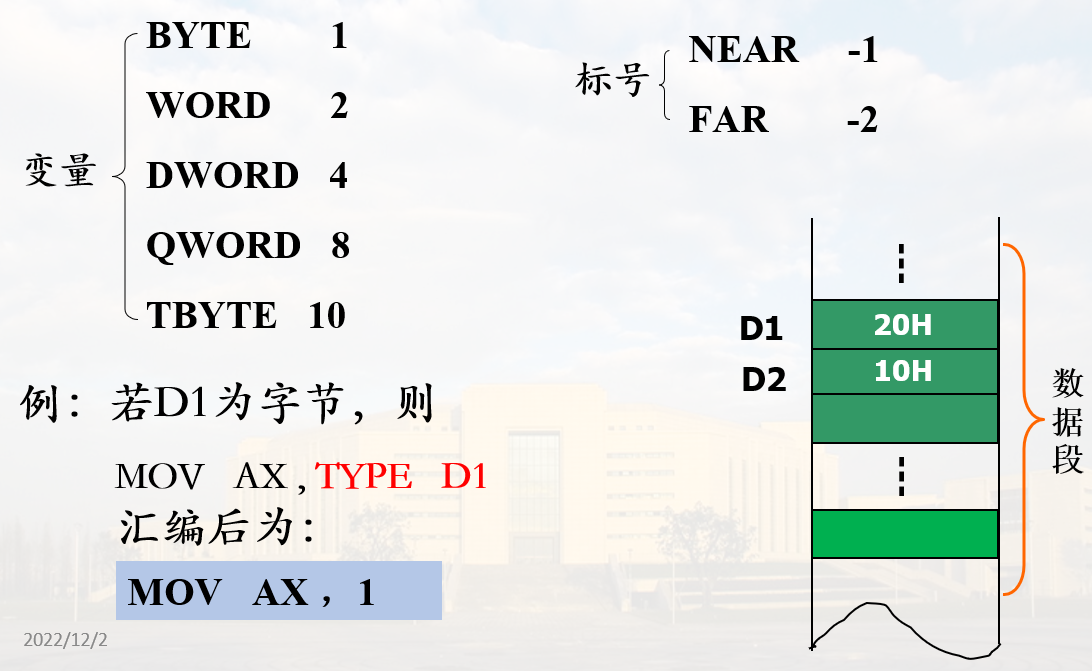 变量
BYTE 1
WORD 2
DWORD 4
QWORD 8
TBYTE 10
标号
NEAR -1
FAR -2
例：若D1为字节，则
MOV AX , TYPE D1
汇编后为：
MOV AX ，1
D1 20H
D2 10H
数据段
2022/12/2